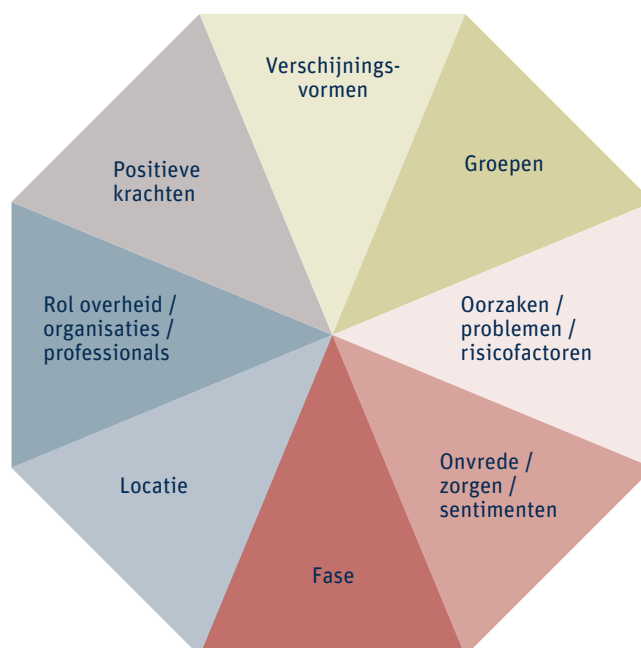 Verschijnings-
vormen
Groepen
Oorzaken /
problemen /
risicofactoren
Onvrede /
zorgen /
sentimenten
Fase
Locatie
Rol overheid /
organisaties /
professionals
Positieve
krachten